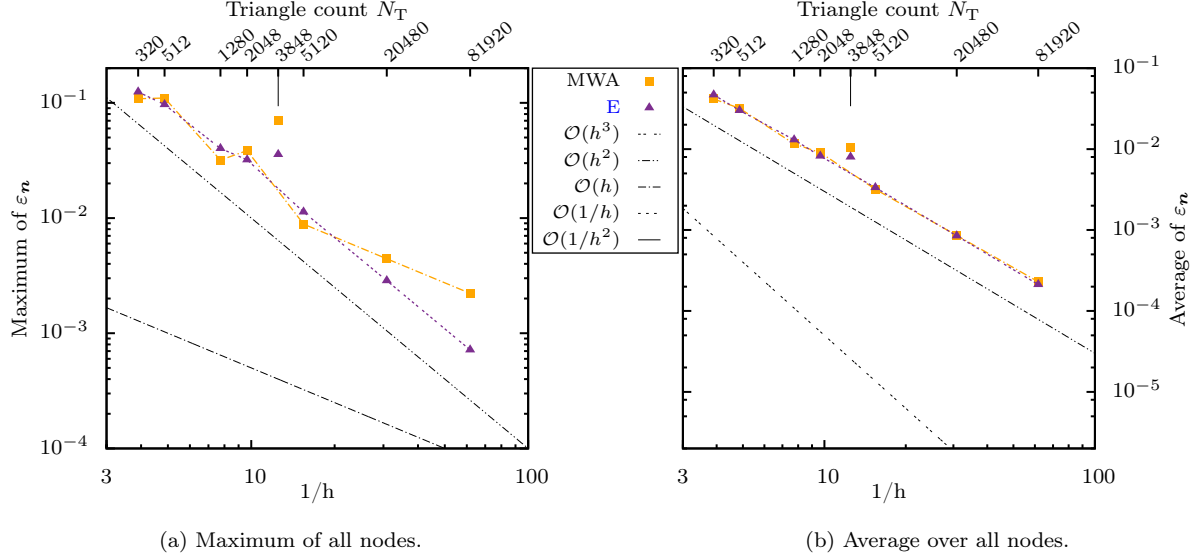 Triangle count N_T
320 512 1280 2048 3848 5120 20480 81920
Maximum of ε_n
10^-1
10^-2
10^-3
10^-4
3 10 100
1/h
(a) Maximum of all nodes.
MWA
E
O(h^3)
O(h^2)
O(h)
O(1/h)
O(1/h^2)
Triangle count N_T
320 512 1280 2048 3848 5120 20480 81920
10^-1
10^-2
10^-3
10^-4
10^-5
Average of ε_n
3 10 100
1/h
(b) Average over all nodes.